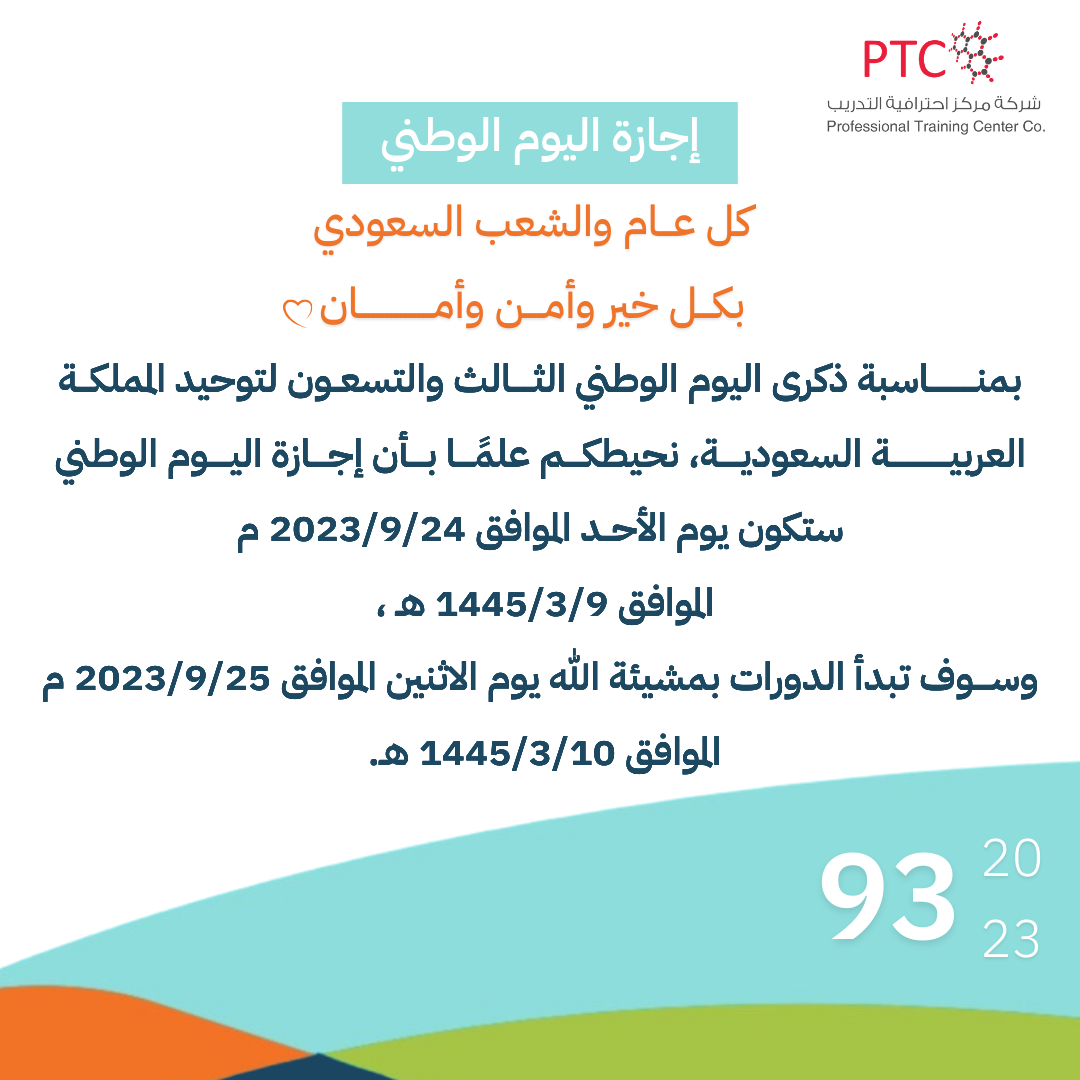 PTC
شركة مركز احترافية التدريب
Professional Training Center Co.
إجازة اليوم الوطني
كل عـام والشعب السعودي
بكـل خير وأمـن وأمـــــان
بمنــــاسبة ذكرى اليوم الوطني الثــالث والتسعـون لتوحيد المملكـة
العربيـــــة السعوديــة، نحيطكـم علمًـا بـأن إجـازة اليـوم الوطني
ستكون يوم الأحـد الموافق 2023/9/24 م
الموافق 1445/3/9 هـ ،
وسـوف تبدأ الدورات بمشيئة الله يوم الاثنين الموافق 2023/9/25 م
الموافق 1445/3/10 هـ.
93
20
23